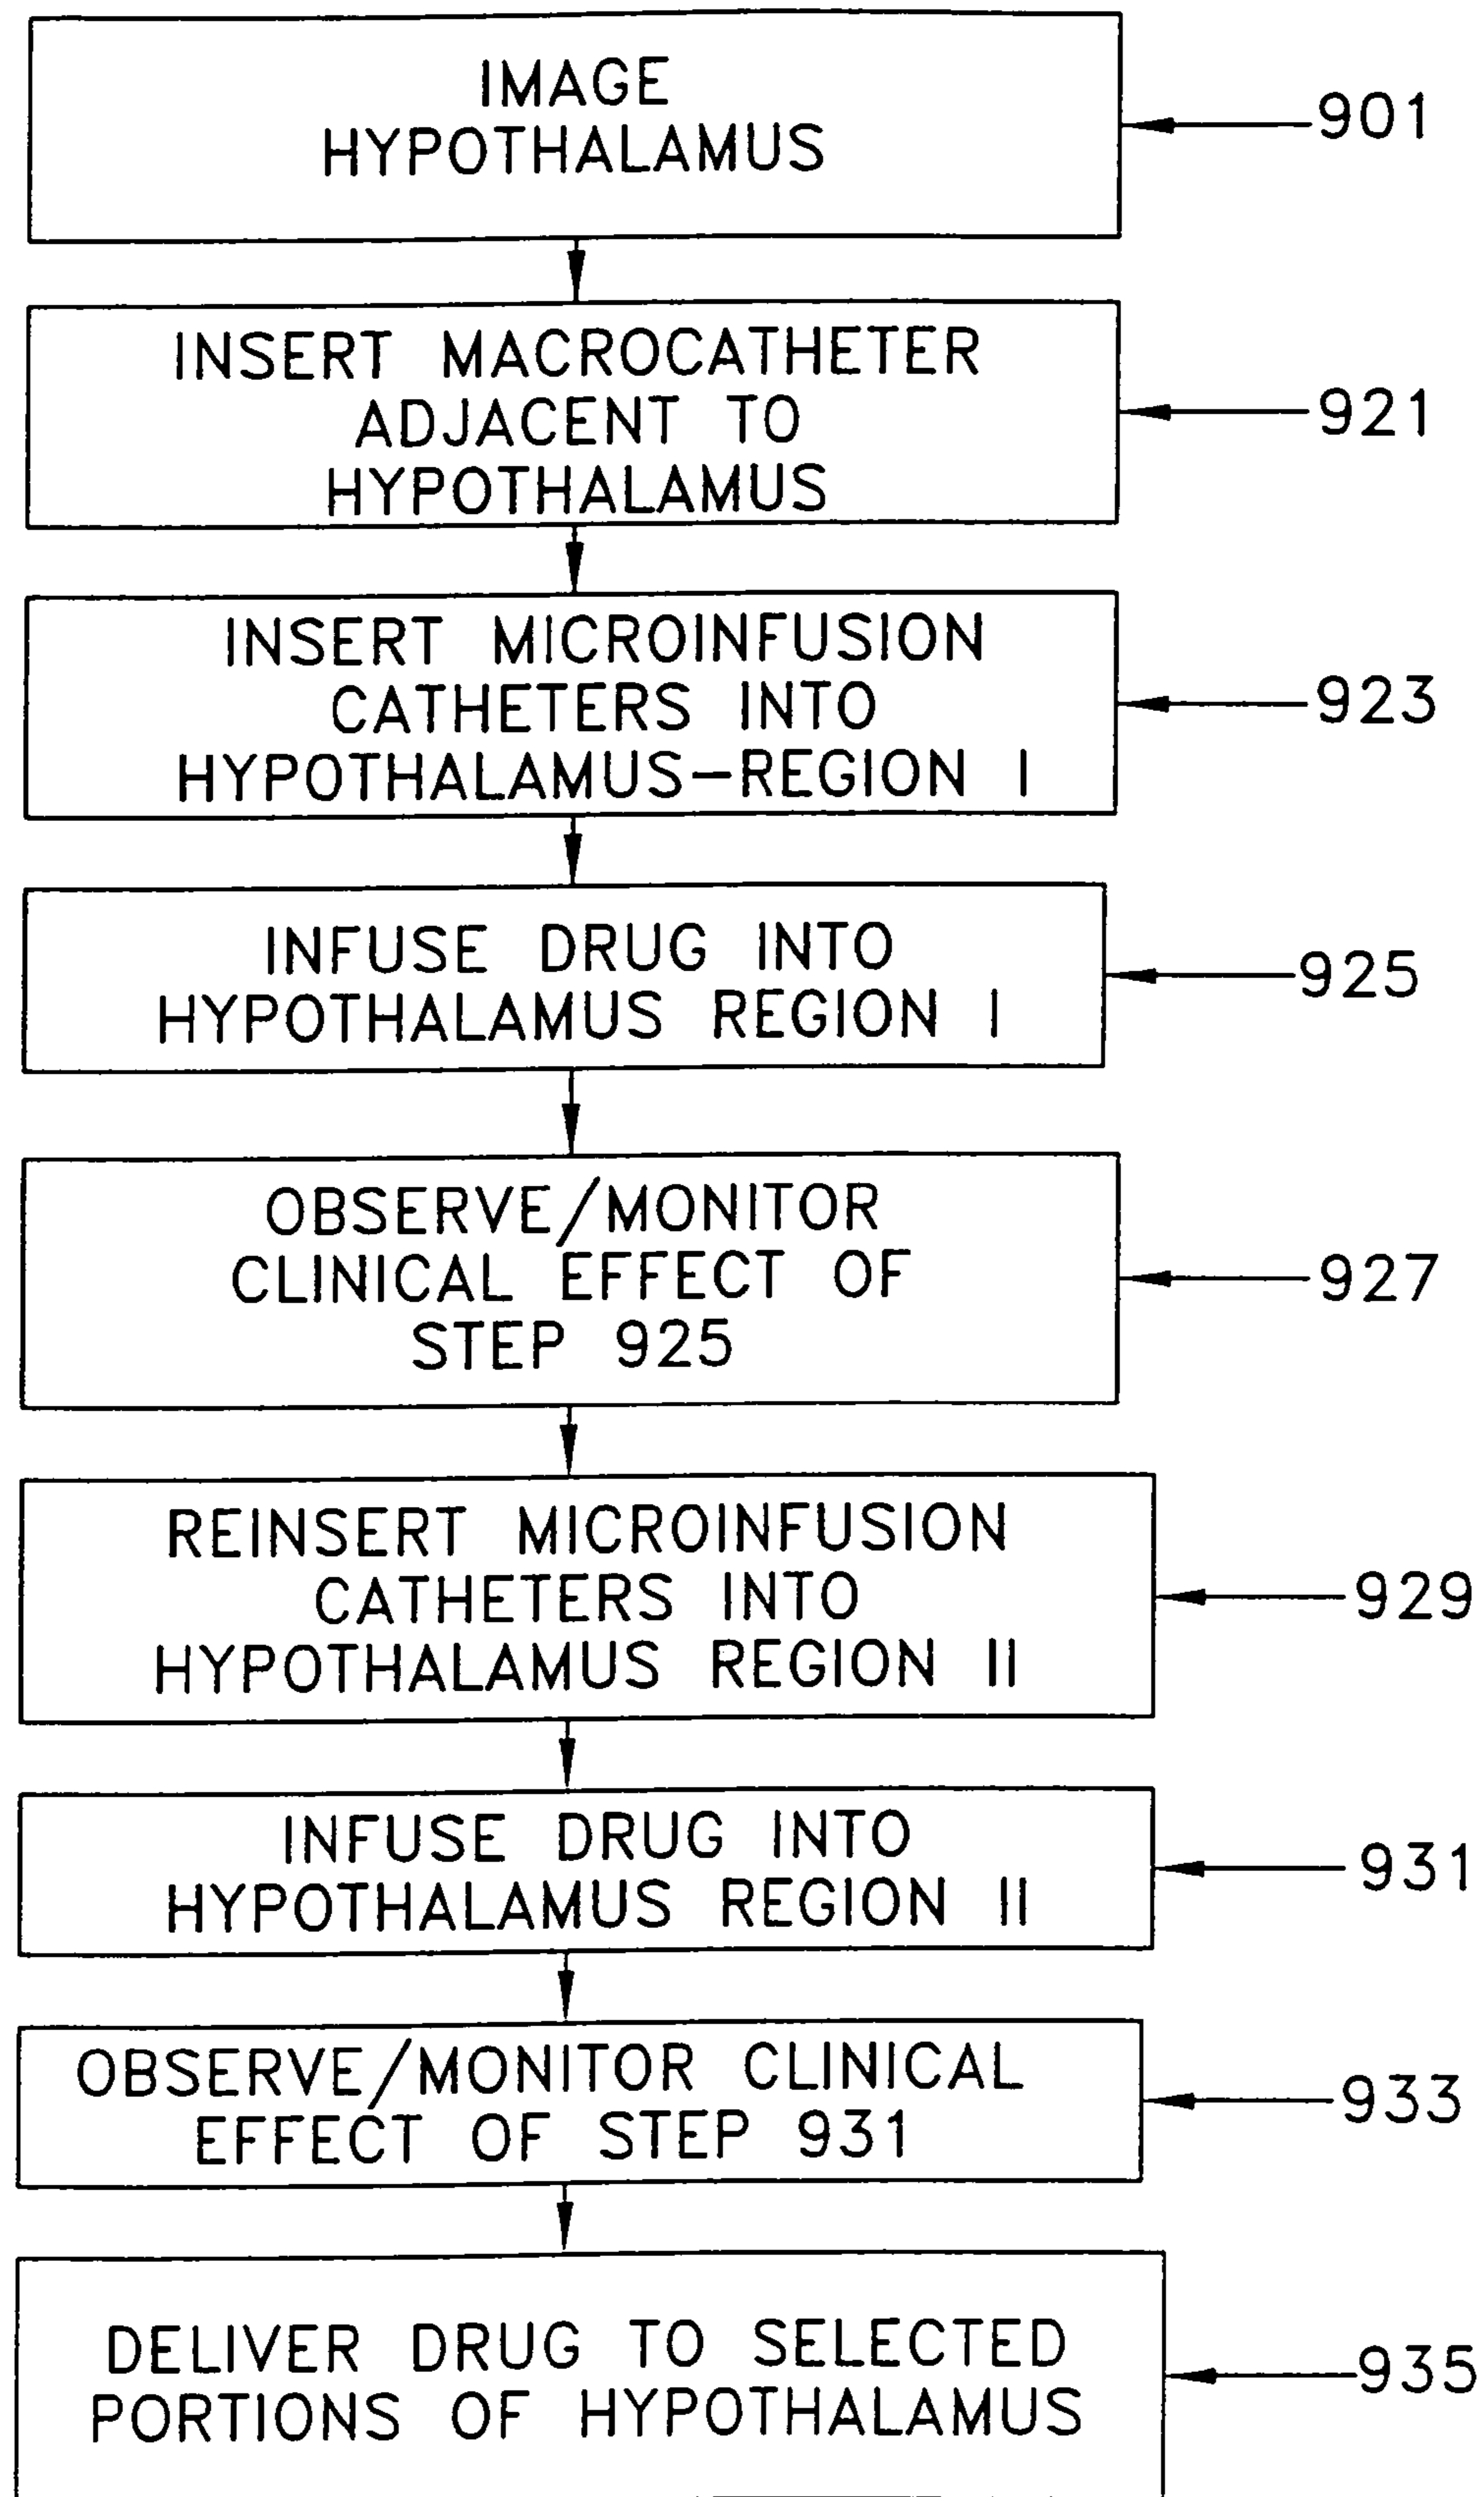 IMAGE
HYPOTHALAMUS
901
INSERT MACROCATHETER
ADJACENT TO
HYPOTHALAMUS
921
INSERT MICROINFUSION
CATHETERS INTO
HYPOTHALAMUS-REGION I
923
INFUSE DRUG INTO
HYPOTHALAMUS REGION I
925
OBSERVE/MONITOR
CLINICAL EFFECT OF
STEP 925
927
REINSERT MICROINFUSION
CATHETERS INTO
HYPOTHALAMUS REGION II
929
INFUSE DRUG INTO
HYPOTHALAMUS REGION II
931
OBSERVE/MONITOR CLINICAL
EFFECT OF STEP 931
933
DELIVER DRUG TO SELECTED
PORTIONS OF HYPOTHALAMUS
935